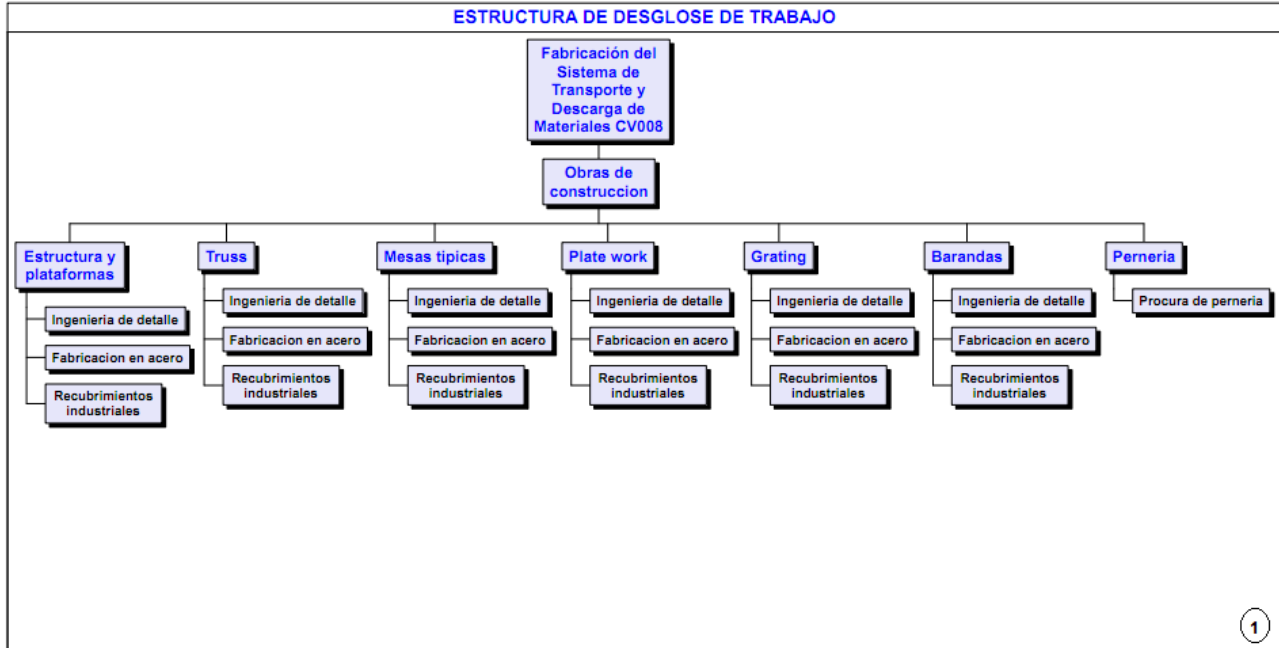 ESTRUCTURA DE DESGLOSE DE TRABAJO
Fabricación del
Sistema de
Transporte y
Descarga de
Materiales CV008
Obras de
construccion
Estructura y
plataformas
Ingenieria de detalle
Fabricacion en acero
Recubrimientos
industriales
Truss
Ingenieria de detalle
Fabricacion en acero
Recubrimientos
industriales
Mesas tipicas
Ingenieria de detalle
Fabricacion en acero
Recubrimientos
industriales
Plate work
Ingenieria de detalle
Fabricacion en acero
Recubrimientos
industriales
Grating
Ingenieria de detalle
Fabricacion en acero
Recubrimientos
industriales
Barandas
Ingenieria de detalle
Fabricacion en acero
Recubrimientos
industriales
Perneria
Procura de perneria
1